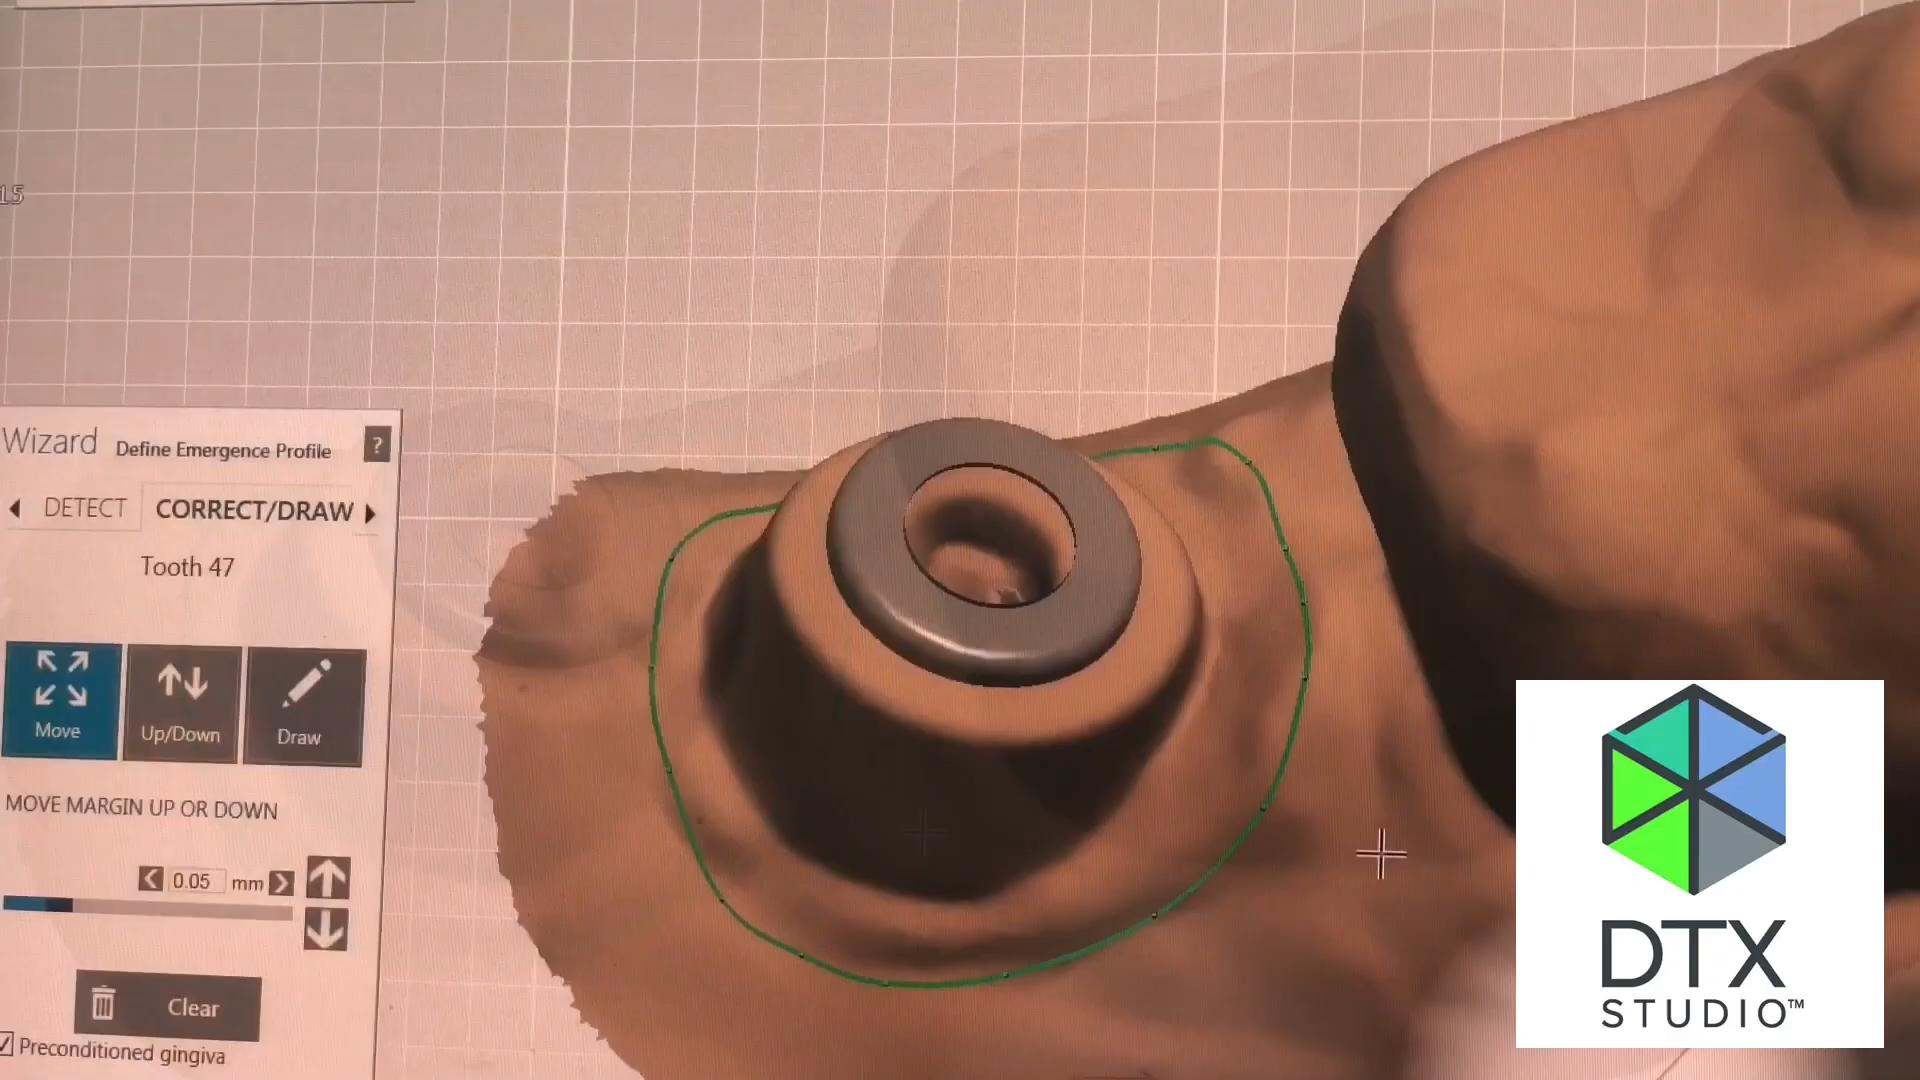 15
Wizard Define Emergence Profile ?
DETECT CORRECT/DRAW
Tooth 47
Move Up/Down Draw
MOVE MARGIN UP OR DOWN
0.05 mm
Clear
Preconditioned gingiva
DTX
STUDIO™